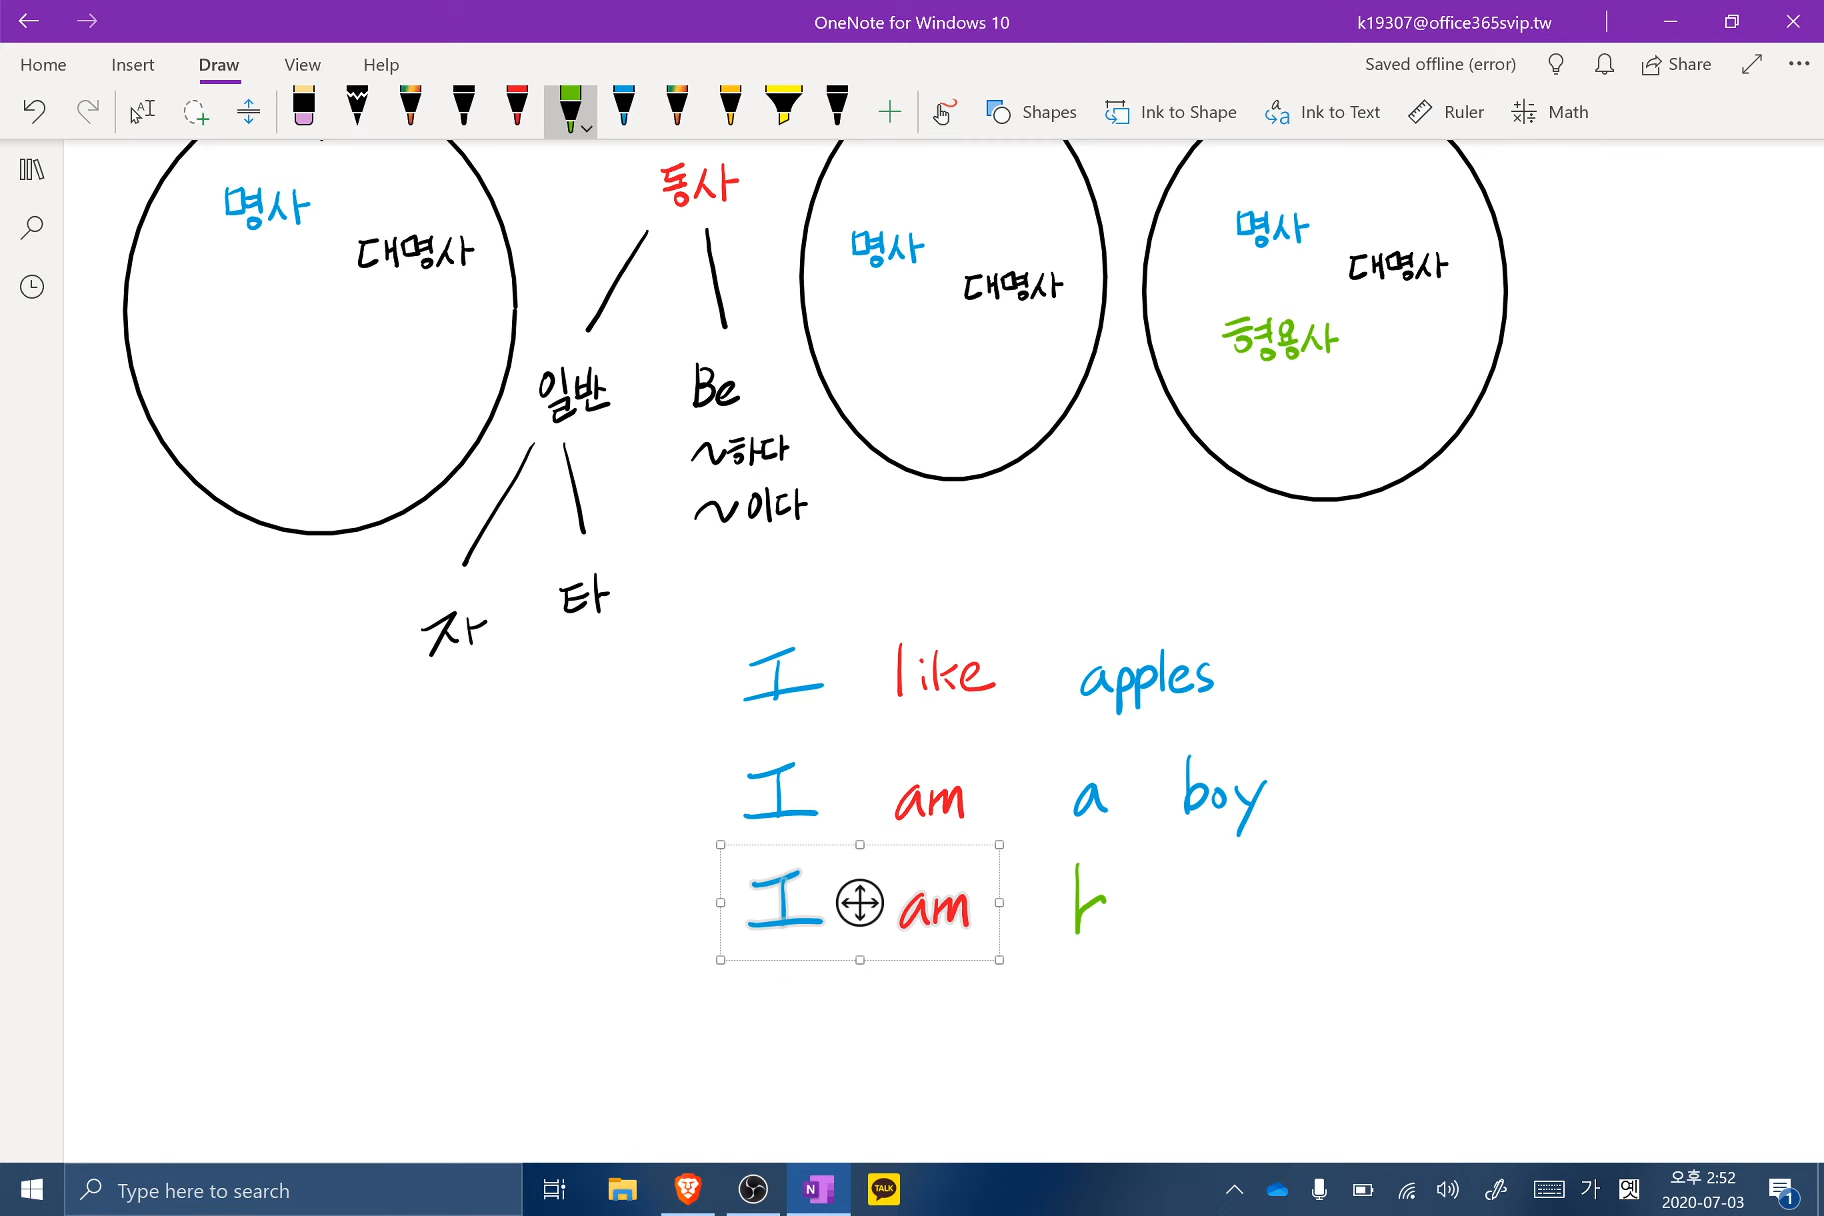 OneNote for Windows 10
k19307@office365svip.tw
Home Insert Draw View Help
Saved offline (error)
Share
Shapes
Ink to Shape
Ink to Text
Ruler
Math
명사
대명사
동사
명사
대명사
명사
대명사
형용사
일반
Be
~하다
~이다
자
타
I like apples
I am a boy
I am h
Type here to search
N
TALK
가
오후 2:52
2020-07-03
1